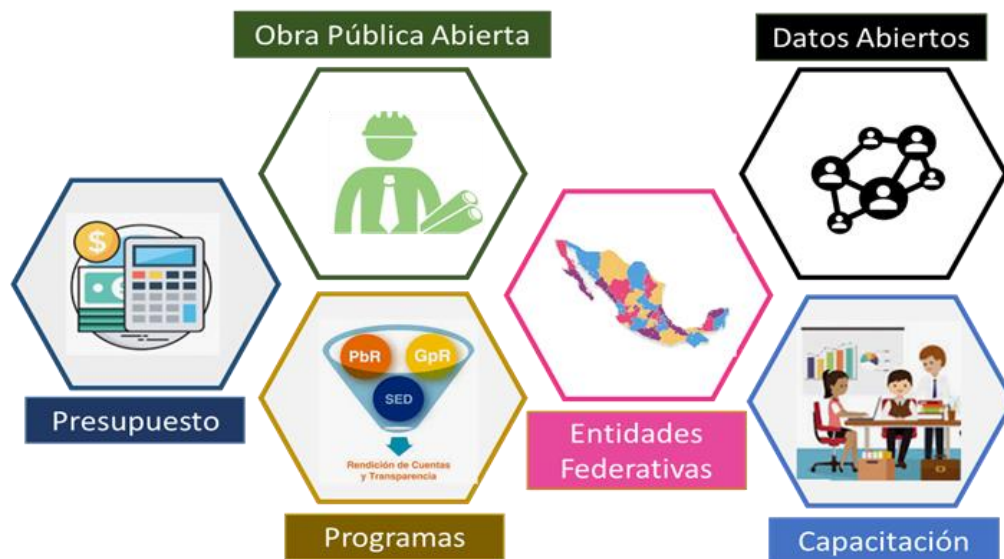 Obra Pública Abierta
Datos Abiertos
$
Presupuesto
PbR
GpR
SED
Rendición de Cuentas
y Transparencia
Programas
Entidades
Federativas
Capacitación